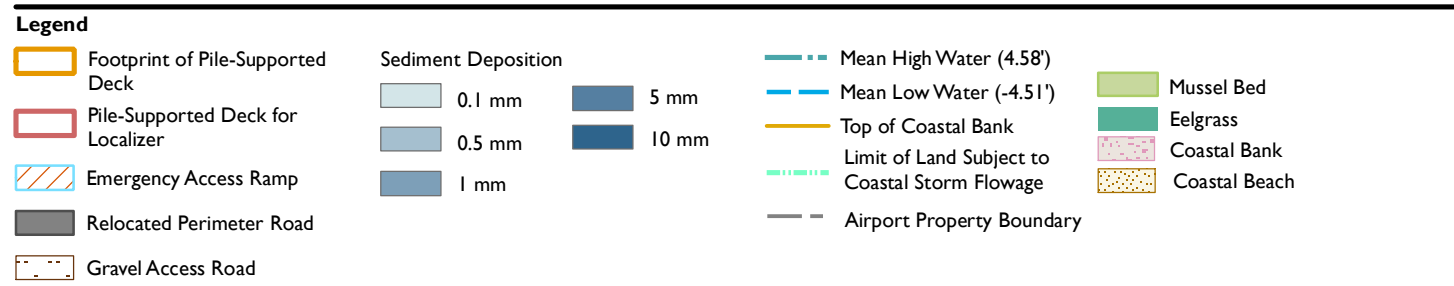 Legend
Footprint of Pile-Supported
Deck
Pile-Supported Deck for
Localizer
Emergency Access Ramp
Relocated Perimeter Road
Gravel Access Road
Sediment Deposition
0.1 mm
0.5 mm
1 mm
5 mm
10 mm
Mean High Water (4.58')
Mean Low Water (-4.51')
Top of Coastal Bank
Limit of Land Subject to
Coastal Storm Flowage
Airport Property Boundary
Mussel Bed
Eelgrass
Coastal Bank
Coastal Beach